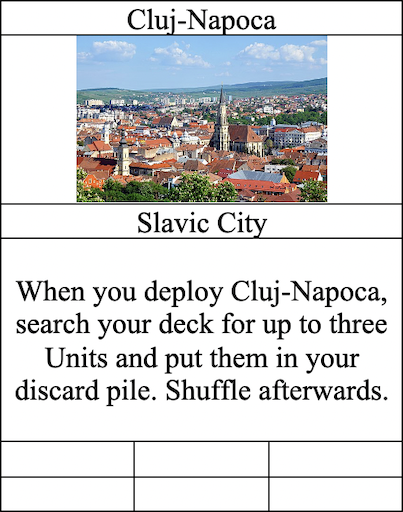 Cluj-Napoca
Slavic City
When you deploy Cluj-Napoca,
search your deck for up to three
Units and put them in your
discard pile. Shuffle afterwards.